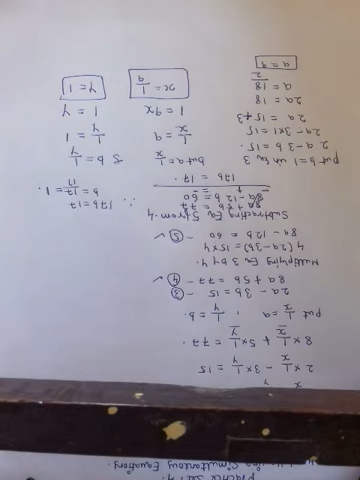 Practice Set 4.
Simultaneous Equations.
x y
2 × 1/x − 3 × 1/y = 15
8 × 1/x + 5 × 1/y = 77.
Put 1/x = a , 1/y = b.
2a − 3b = 15 − ③
8a + 5b = 77 − ④ ✓
Multiplying Eq 3 by 4
4(2a − 3b) = 15 × 4
8a − 12b = 60 − ⑤ ✓
Subtracting Eq 5 from 4
8a + 5b = 77
8a − 12b = 60
− + −
17b = 17.
∴ 17b = 17
b = 17/17 = 1.
Put b = 1 in Eq 3
2a − 3b = 15.
2a − 3×1 = 15
2a = 15 + 3
2a = 18
a = 18/2
a = 9
but a = 1/x
1/x = 9
1 = 9x
x = 1/9
& b = 1/y
1/y = 1
1 = y
y = 1